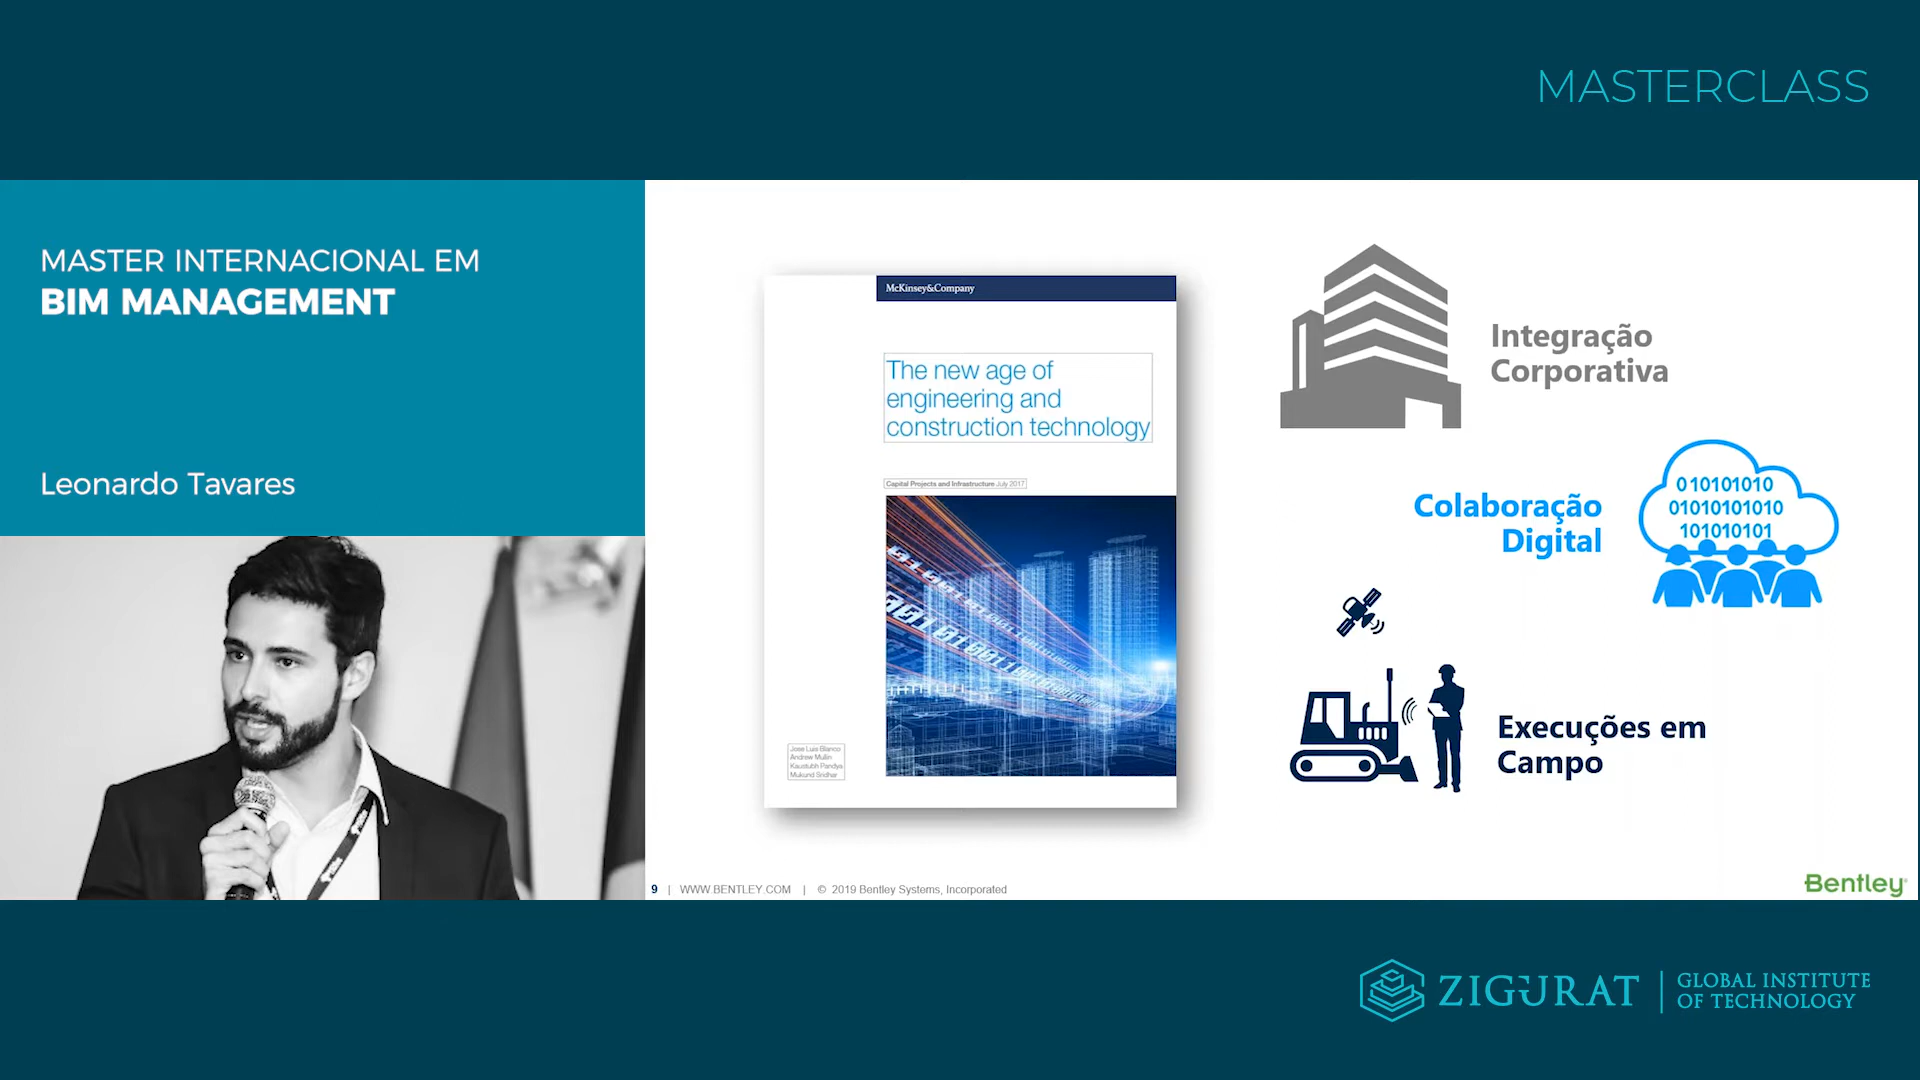 MASTERCLASS
MASTER INTERNACIONAL EM
BIM MANAGEMENT
Leonardo Tavares
McKinsey&Company
The new age of
engineering and
construction technology
Capital Projects and Infrastructure July 2017
Jose Luis Blanco
Andrew Mullin
Kaustubh Pandya
Mukund Sridhar
Integração
Corporativa
010101010
01010101010
101010101
Colaboração
Digital
Execuções em
Campo
9 | WWW.BENTLEY.COM | © 2019 Bentley Systems, Incorporated
Bentley
ZIGURAT
GLOBAL INSTITUTE
OF TECHNOLOGY